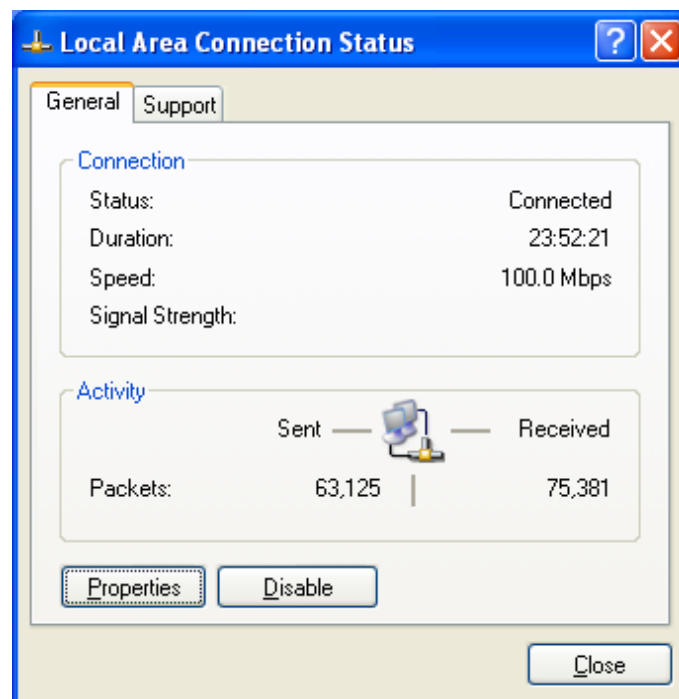 Local Area Connection Status
General Support
Connection
Status: Connected
Duration: 23:52:21
Speed: 100.0 Mbps
Signal Strength:
Activity
Sent Received
Packets: 63,125 75,381
Properties Disable
Close